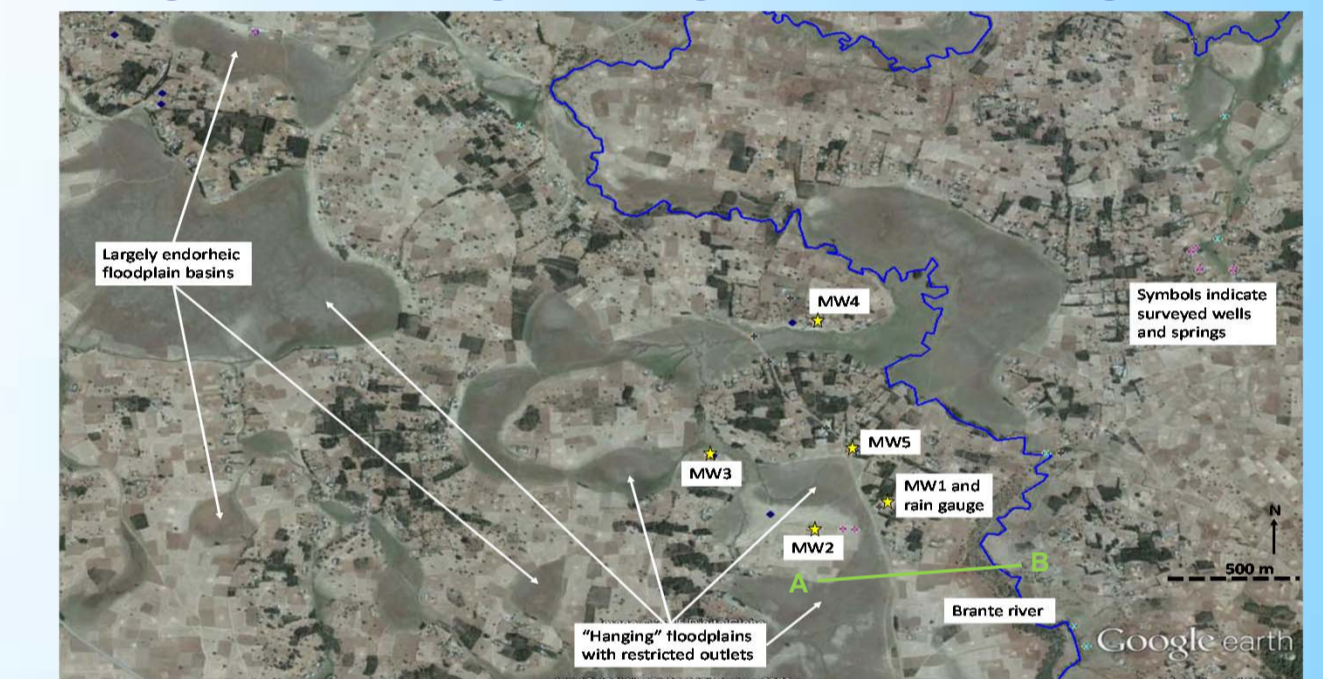 Largely endorheic
floodplain basins
MW4
Symbols indicate
surveyed wells
and springs
MW5
MW3
MW1 and
rain gauge
MW2
N
500 m
A
B
Brante river
"Hanging" floodplains
with restricted outlets
Google earth